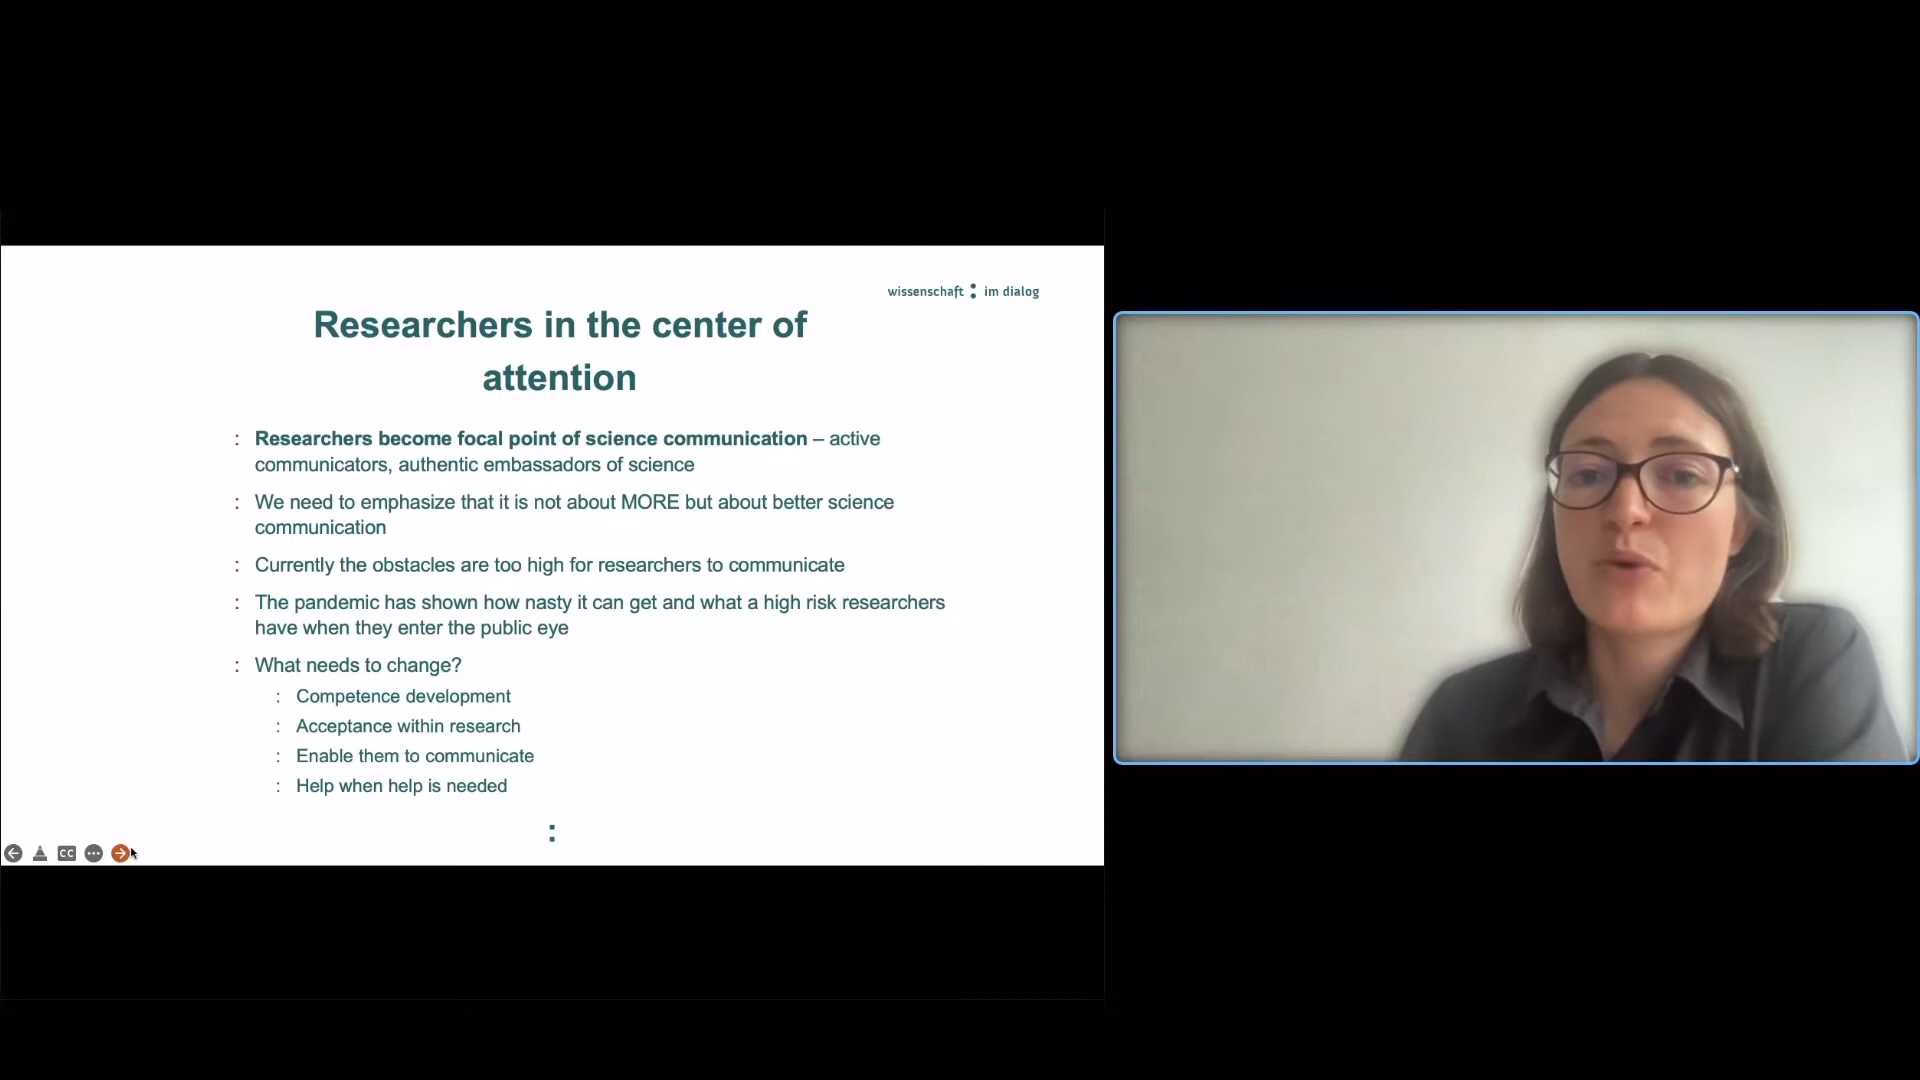 wissenschaft : im dialog
Researchers in the center of
attention
: Researchers become focal point of science communication – active
communicators, authentic embassadors of science
: We need to emphasize that it is not about MORE but about better science
communication
: Currently the obstacles are too high for researchers to communicate
: The pandemic has shown how nasty it can get and what a high risk researchers
have when they enter the public eye
: What needs to change?
: Competence development
: Acceptance within research
: Enable them to communicate
: Help when help is needed
:
CC